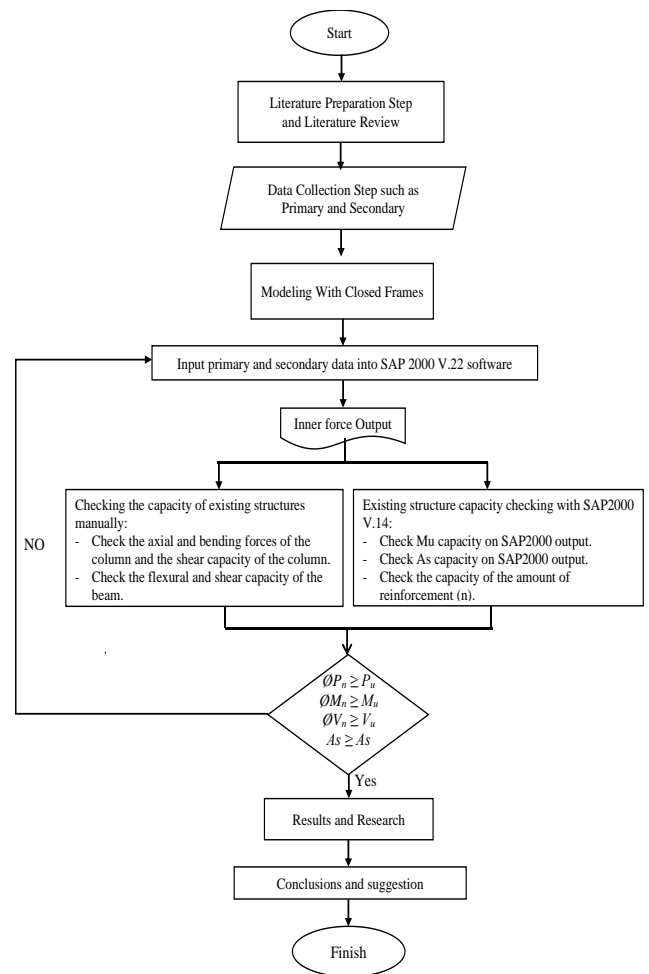 Start
Literature Preparation Step
and Literature Review
Data Collection Step such as
Primary and Secondary
Modeling With Closed Frames
Input primary and secondary data into SAP 2000 V.22 software
Inner force Output
Checking the capacity of existing structures
manually:
- Check the axial and bending forces of the
column and the shear capacity of the column.
- Check the flexural and shear capacity of the
beam.
Existing structure capacity checking with SAP2000
V.14:
- Check Mu capacity on SAP2000 output.
- Check As capacity on SAP2000 output.
- Check the capacity of the amount of
reinforcement (n).
NO
ØPn ≥ Pu
ØMn ≥ Mu
ØVn ≥ Vu
As ≥ As
Yes
Results and Research
Conclusions and suggestion
Finish